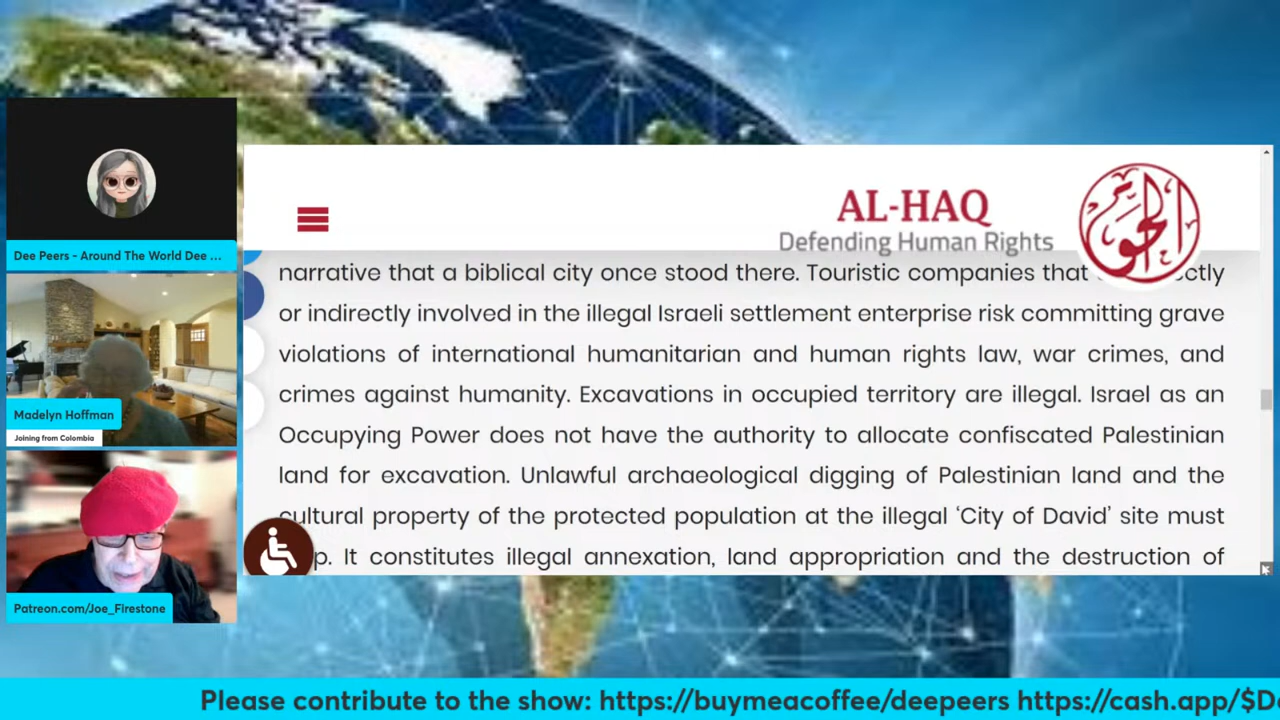 Dee Peers - Around The World Dee ...
Madelyn Hoffman
Joining from Colombia
Patreon.com/Joe_Firestone
AL-HAQ
Defending Human Rights
الحق
narrative that a biblical city once stood there. Touristic companies that
or indirectly involved in the illegal Israeli settlement enterprise risk committing grave
violations of international humanitarian and human rights law, war crimes, and
crimes against humanity. Excavations in occupied territory are illegal. Israel as an
Occupying Power does not have the authority to allocate confiscated Palestinian
land for excavation. Unlawful archaeological digging of Palestinian land and the
cultural property of the protected population at the illegal ‘City of David’ site must
It constitutes illegal annexation, land appropriation and the destruction of
Please contribute to the show: https://buymeacoffee/deepeers https://cash.app/$D